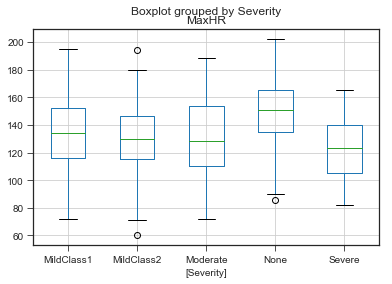 Boxplot grouped by Severity
MaxHR
200
180
160
140
120
100
80
60
MildClass1 MildClass2 Moderate None Severe
[Severity]